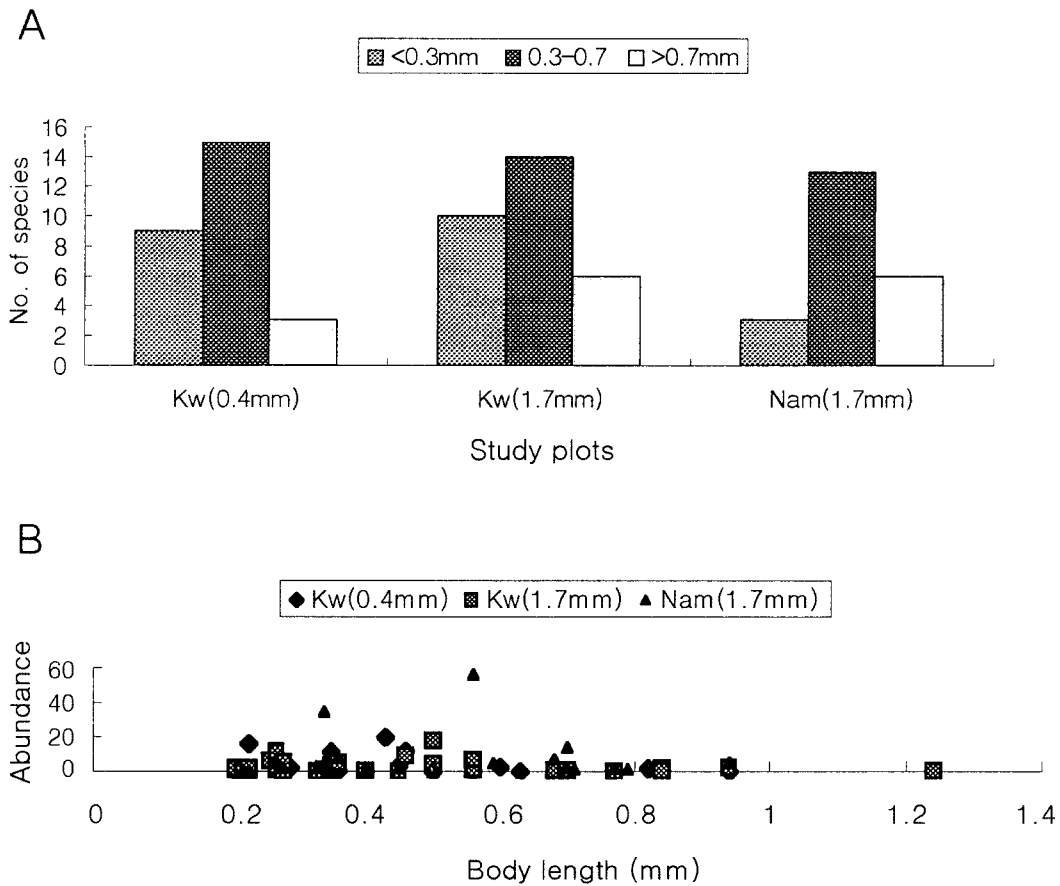 A
<0.3mm 0.3-0.7 >0.7mm
No. of species
16
14
12
10
8
6
4
2
0
Kw(0.4mm) Kw(1.7mm) Nam(1.7mm)
Study plots
B
Kw(0.4mm) Kw(1.7mm) Nam(1.7mm)
Abundance
60
40
20
0
0 0.2 0.4 0.6 0.8 1 1.2 1.4
Body length (mm)